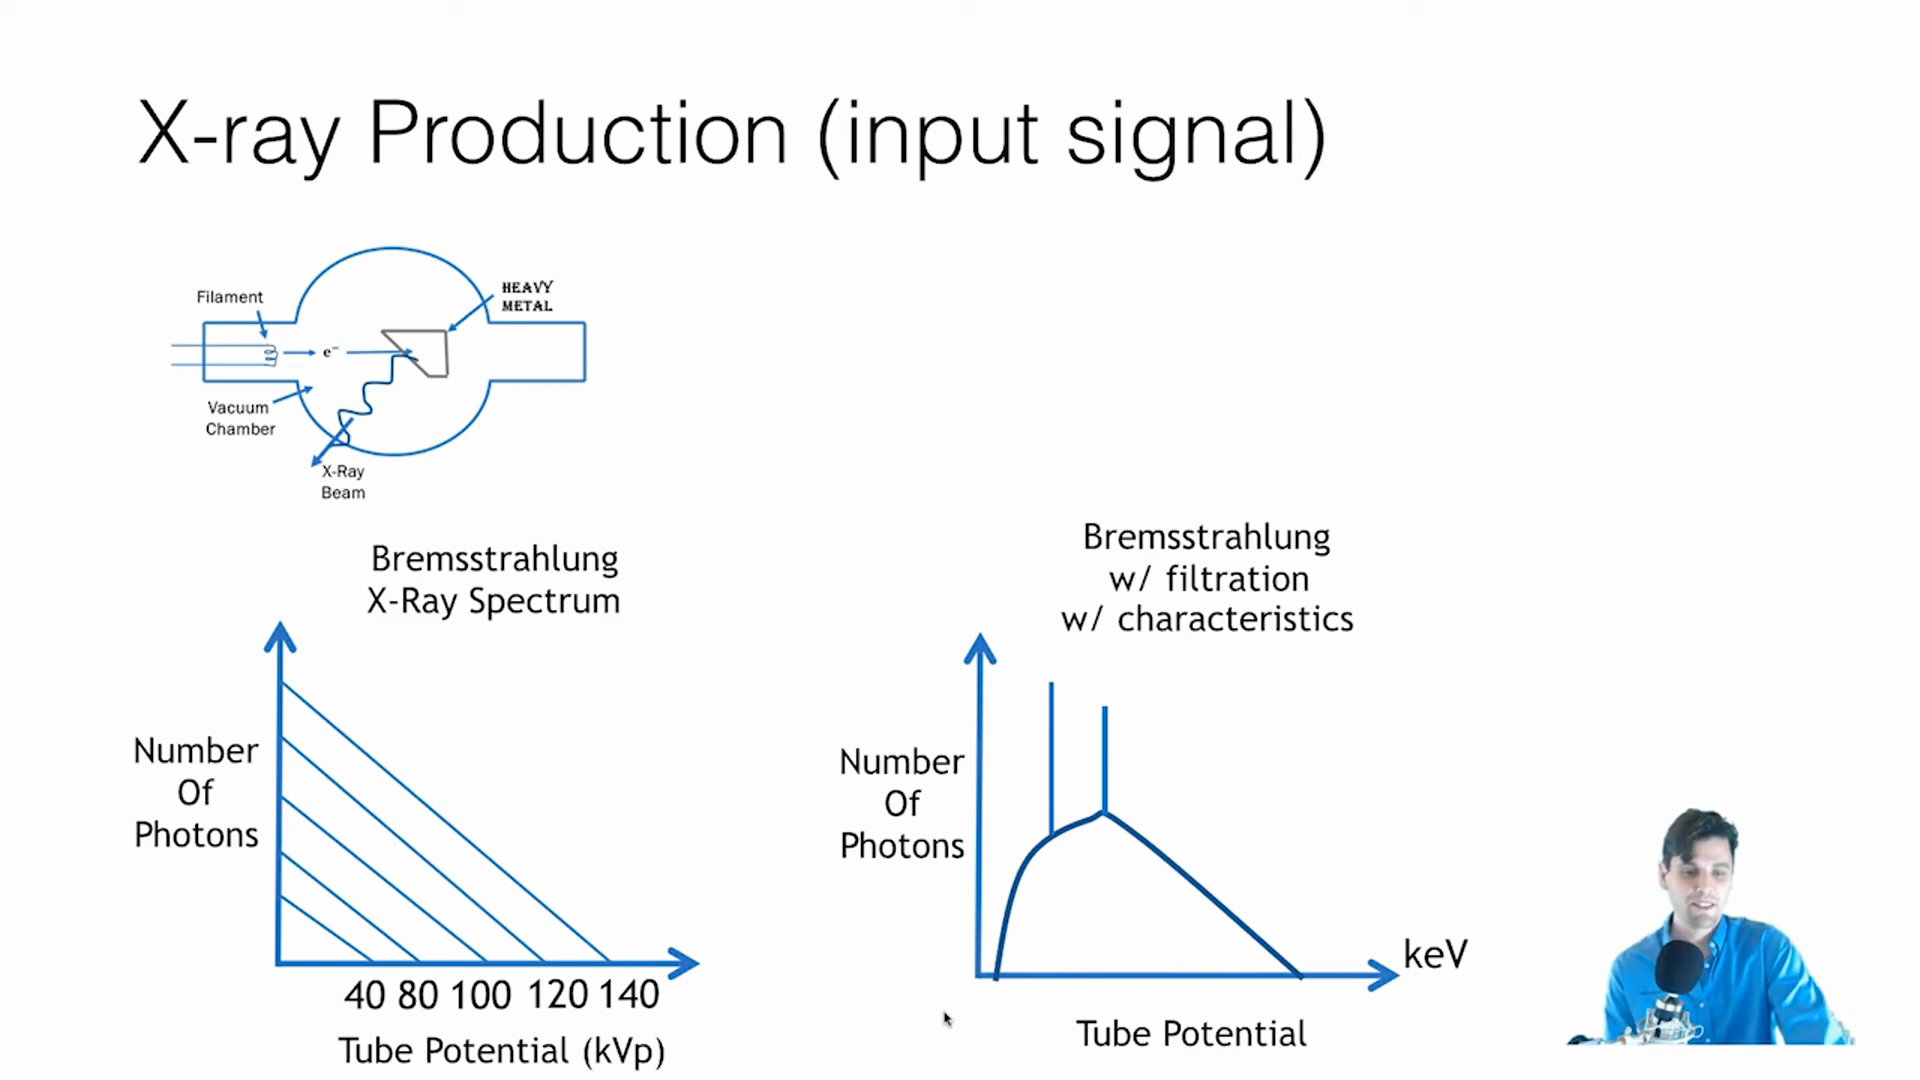 X-ray Production (input signal)
Filament
HEAVY
METAL
e⁻
Vacuum
Chamber
X-Ray
Beam
Bremsstrahlung
X-Ray Spectrum
Number
Of
Photons
40 80 100 120 140
Tube Potential (kVp)
Bremsstrahlung
w/ filtration
w/ characteristics
Number
Of
Photons
keV
Tube Potential